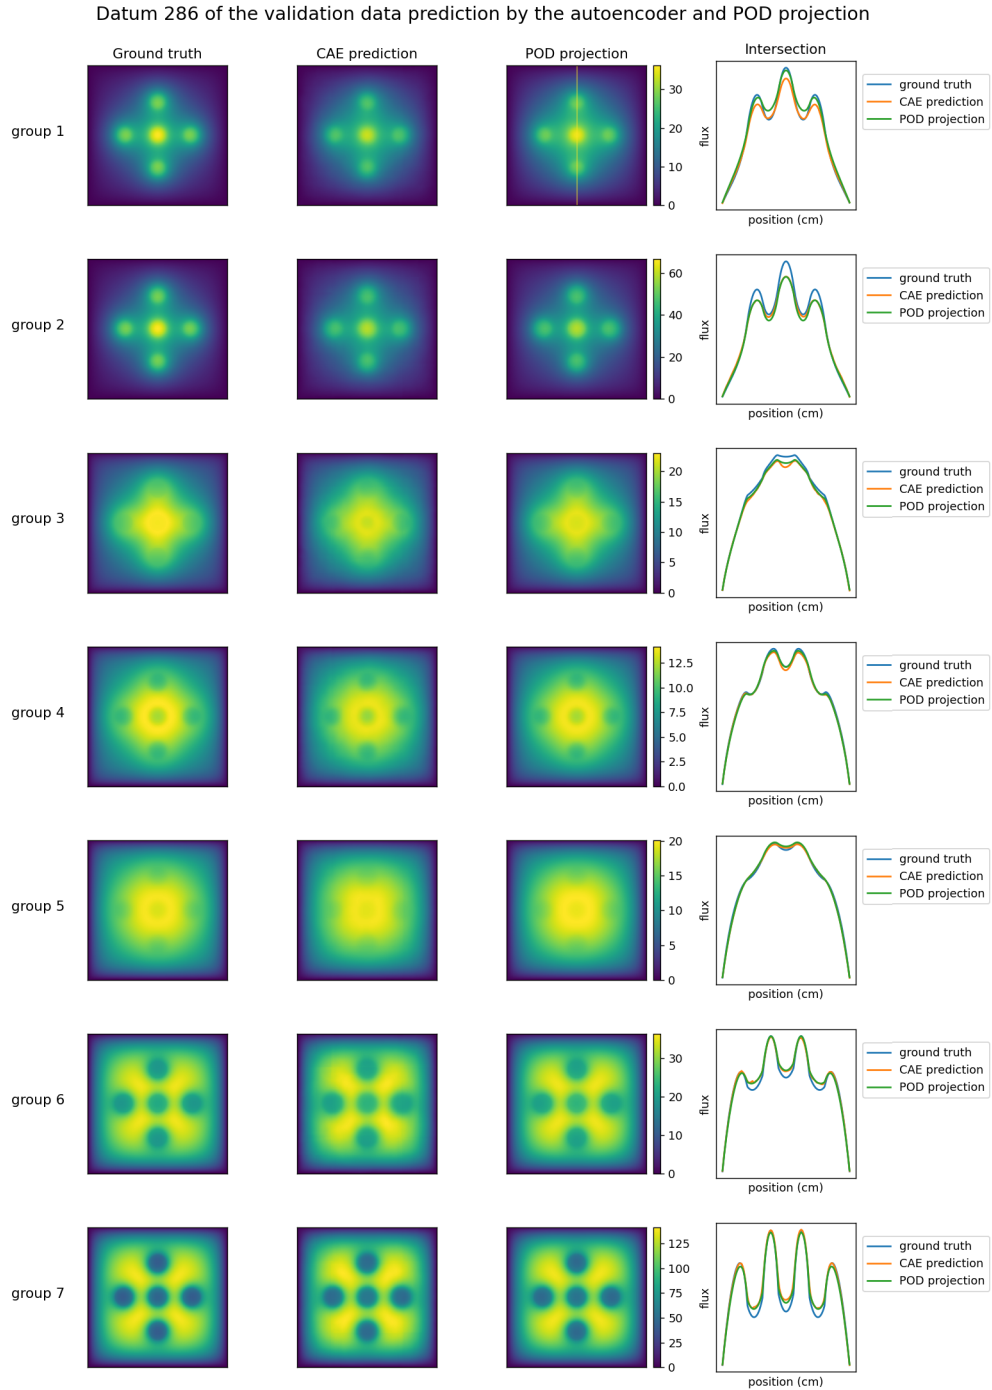 Datum 286 of the validation data prediction by the autoencoder and POD projection
Ground truth
CAE prediction
POD projection
Intersection
group 1
30
20
10
0
flux
position (cm)
ground truth
CAE prediction
POD projection
group 2
60
40
20
0
flux
position (cm)
ground truth
CAE prediction
POD projection
group 3
20
15
10
5
0
flux
position (cm)
ground truth
CAE prediction
POD projection
group 4
12.5
10.0
7.5
5.0
2.5
0.0
flux
position (cm)
ground truth
CAE prediction
POD projection
group 5
20
15
10
5
0
flux
position (cm)
ground truth
CAE prediction
POD projection
group 6
30
20
10
0
flux
position (cm)
ground truth
CAE prediction
POD projection
group 7
125
100
75
50
25
0
flux
position (cm)
ground truth
CAE prediction
POD projection